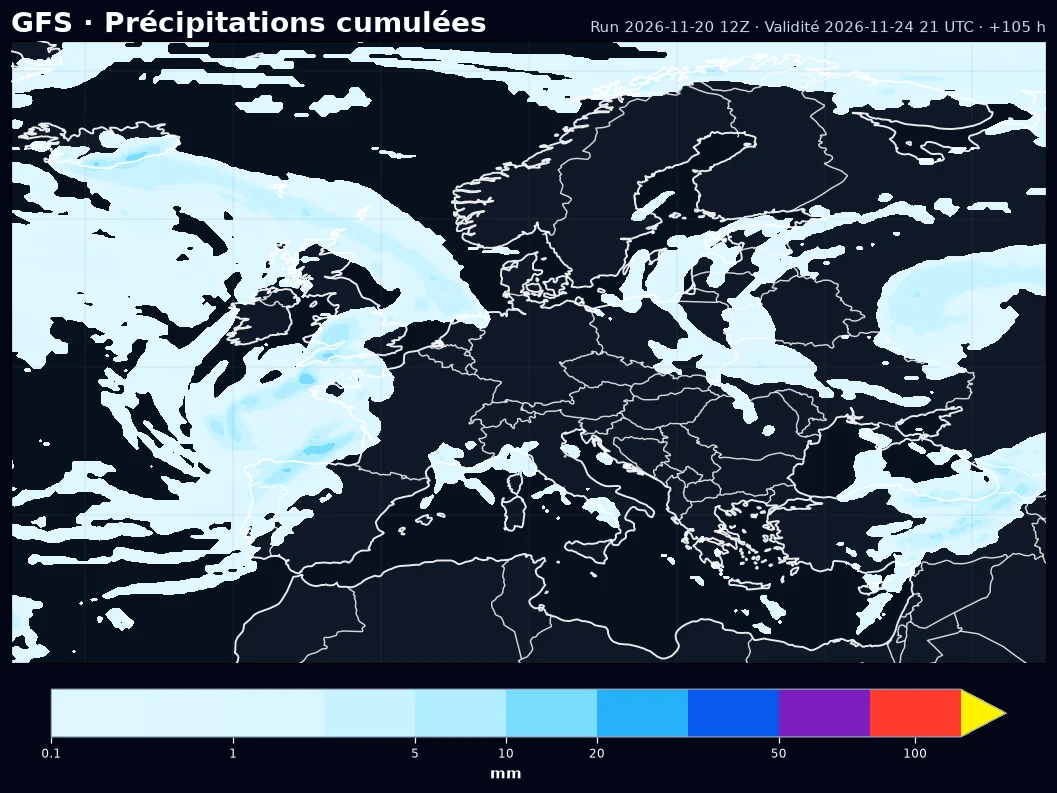 GFS · Précipitations cumulées
Run 2026-11-20 12Z · Validité 2026-11-24 21 UTC · +105 h
0.1 1 5 10 20 50 100
mm